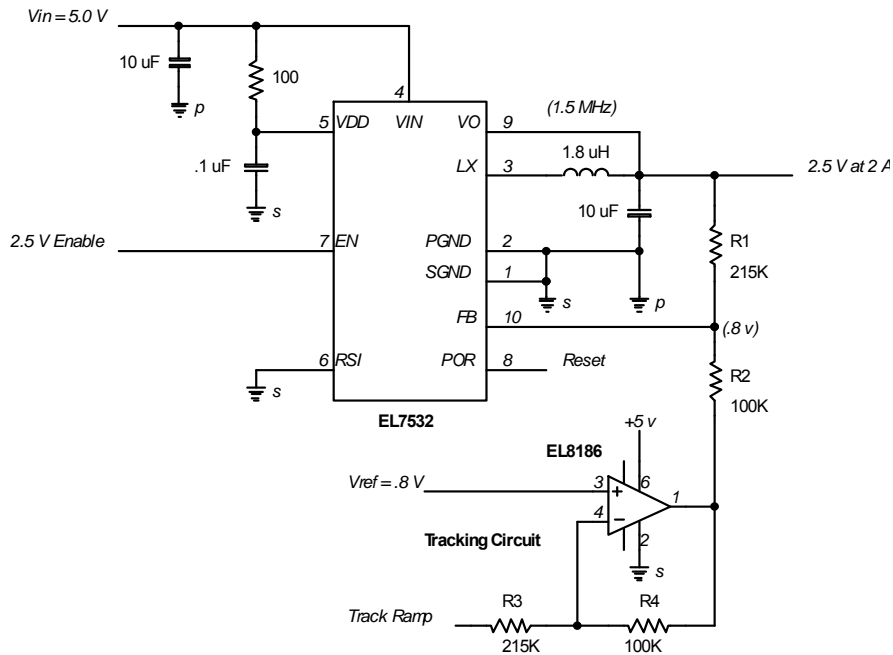 Vin = 5.0 V
10 uF
100
p
4
5
VDD
VIN
VO
9
(1.5 MHz)
.1 uF
LX
3
1.8 uH
2.5 V at 2 A
s
10 uF
2.5 V Enable
7
EN
PGND
2
R1
SGND
1
215K
s
p
FB
10
(.8 v)
6
RSI
POR
8
Reset
R2
s
100K
EL7532
+5 v
EL8186
6
Vref = .8 V
3
+
1
4
–
Tracking Circuit
2
s
R3
R4
Track Ramp
215K
100K